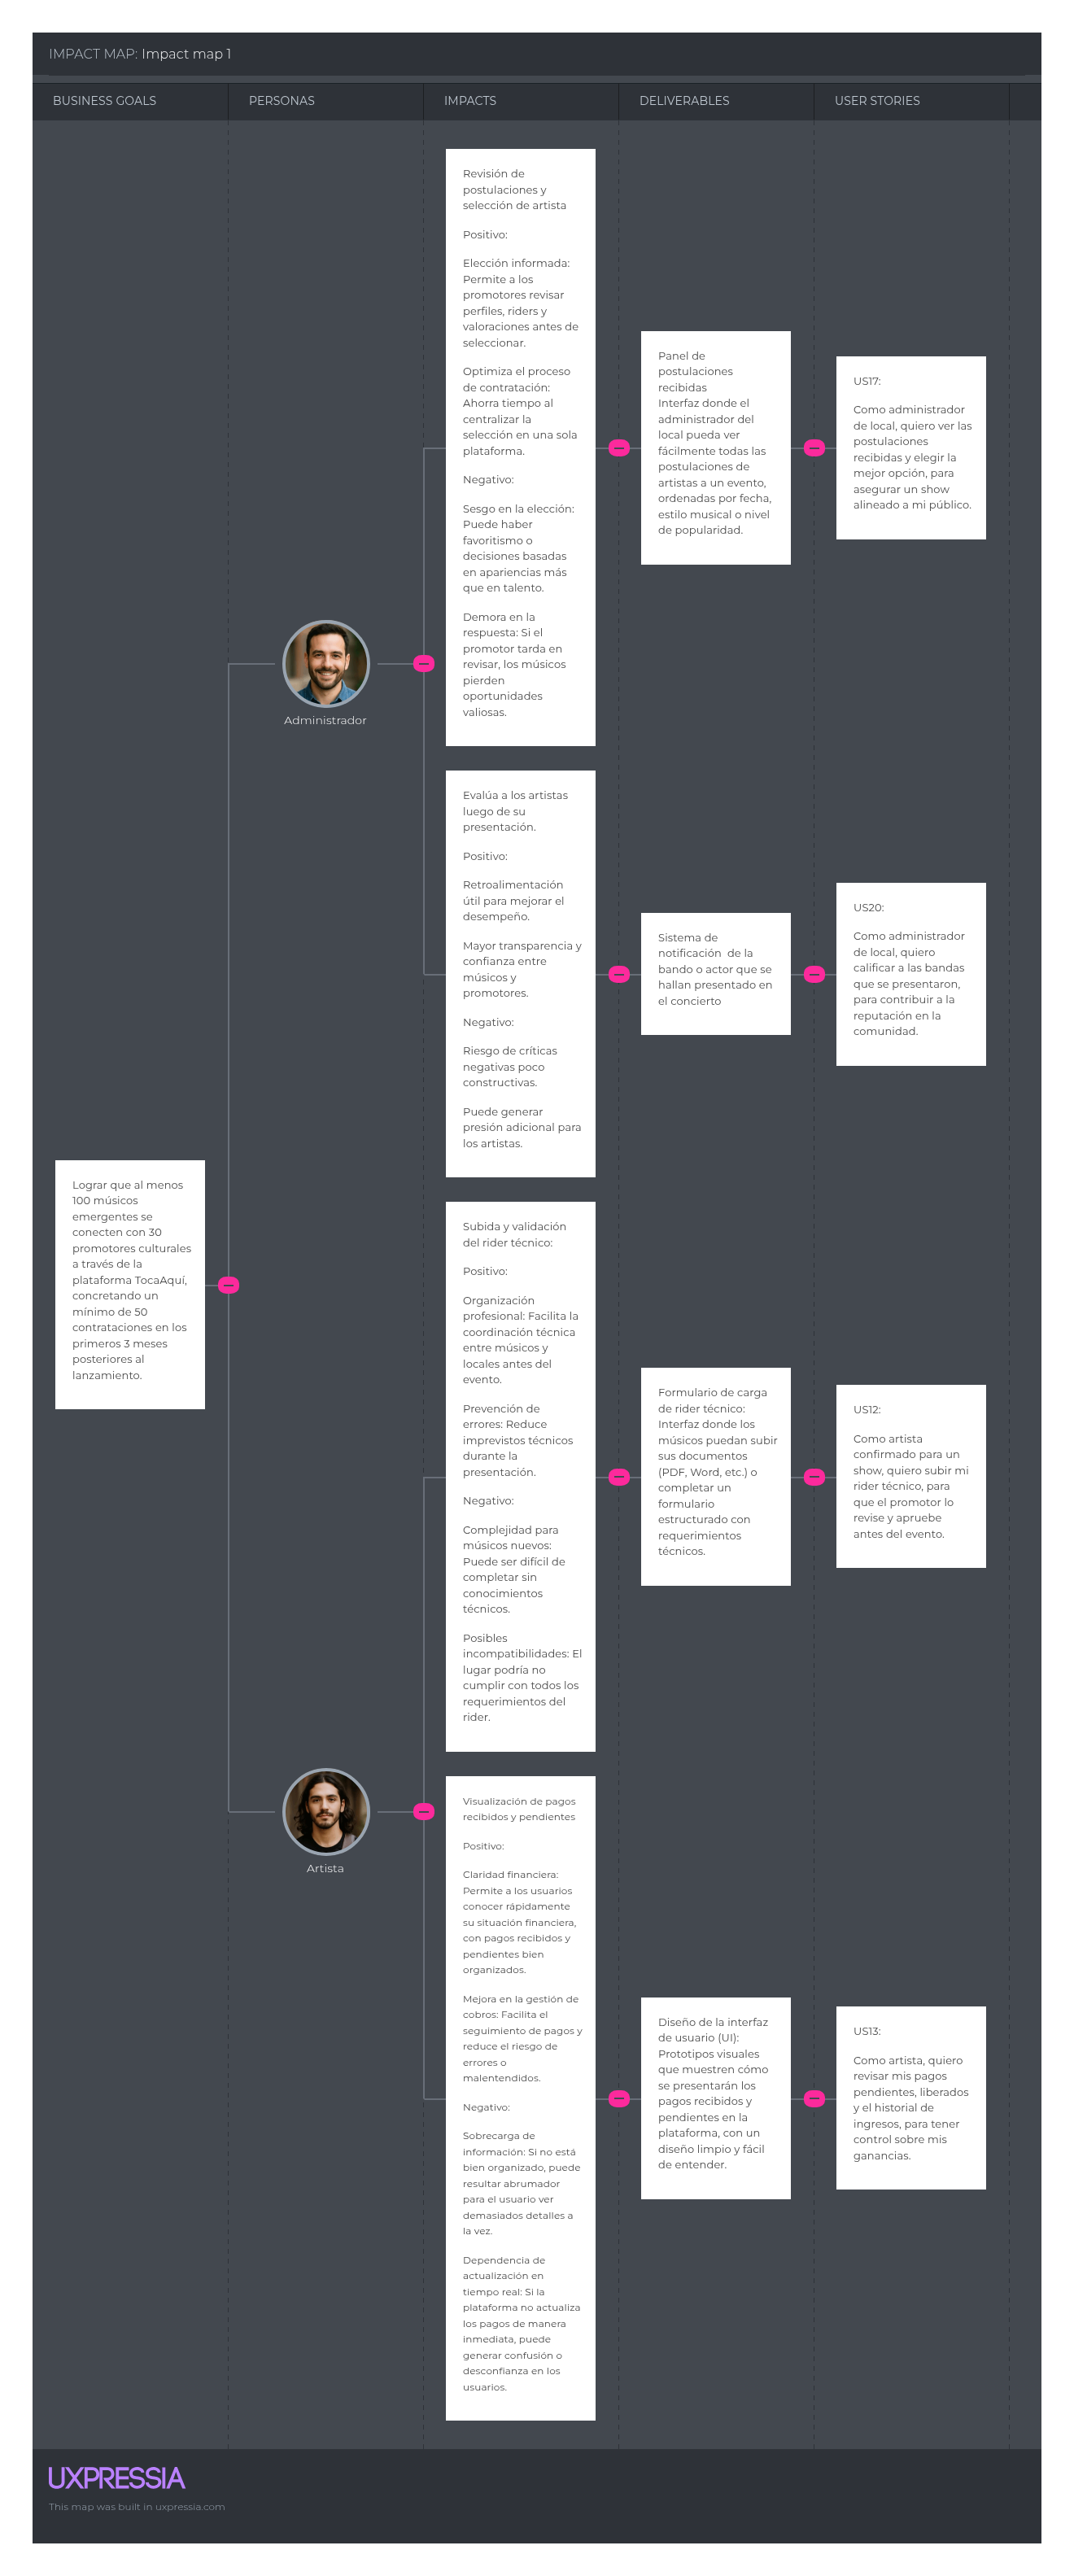 IMPACT MAP: Impact map 1
BUSINESS GOALS
PERSONAS
IMPACTS
DELIVERABLES
USER STORIES
Lograr que al menos
100 músicos
emergentes se
conecten con 30
promotores culturales
a través de la
plataforma TocaAquí,
concretando un
mínimo de 50
contrataciones en los
primeros 3 meses
posteriores al
lanzamiento.
Administrador
Revisión de
postulaciones y
selección de artista
Positivo:
Elección informada:
Permite a los
promotores revisar
perfiles, riders y
valoraciones antes de
seleccionar.
Optimiza el proceso
de contratación:
Ahorra tiempo al
centralizar la
selección en una sola
plataforma.
Negativo:
Sesgo en la elección:
Puede haber
favoritismo o
decisiones basadas
en apariencias más
que en talento.
Demora en la
respuesta: Si el
promotor tarda en
revisar, los músicos
pierden
oportunidades
valiosas.
Panel de
postulaciones
recibidas
Interfaz donde el
administrador del
local pueda ver
fácilmente todas las
postulaciones de
artistas a un evento,
ordenadas por fecha,
estilo musical o nivel
de popularidad.
US17:
Como administrador
de local, quiero ver las
postulaciones
recibidas y elegir la
mejor opción, para
asegurar un show
alineado a mi público.
Evalúa a los artistas
luego de su
presentación.
Positivo:
Retroalimentación
útil para mejorar el
desempeño.
Mayor transparencia y
confianza entre
músicos y
promotores.
Negativo:
Riesgo de críticas
negativas poco
constructivas.
Puede generar
presión adicional para
los artistas.
Sistema de
notificación  de la
bando o actor que se
hallan presentado en
el concierto
US20:
Como administrador
de local, quiero
calificar a las bandas
que se presentaron,
para contribuir a la
reputación en la
comunidad.
Artista
Subida y validación
del rider técnico:
Positivo:
Organización
profesional: Facilita la
coordinación técnica
entre músicos y
locales antes del
evento.
Prevención de
errores: Reduce
imprevistos técnicos
durante la
presentación.
Negativo:
Complejidad para
músicos nuevos:
Puede ser difícil de
completar sin
conocimientos
técnicos.
Posibles
incompatibilidades: El
lugar podría no
cumplir con todos los
requerimientos del
rider.
Formulario de carga
de rider técnico:
Interfaz donde los
músicos puedan subir
sus documentos
(PDF, Word, etc.) o
completar un
formulario
estructurado con
requerimientos
técnicos.
US12:
Como artista
confirmado para un
show, quiero subir mi
rider técnico, para
que el promotor lo
revise y apruebe
antes del evento.
Visualización de pagos
recibidos y pendientes
Positivo:
Claridad financiera:
Permite a los usuarios
conocer rápidamente
su situación financiera,
con pagos recibidos y
pendientes bien
organizados.
Mejora en la gestión de
cobros: Facilita el
seguimiento de pagos y
reduce el riesgo de
errores o
malentendidos.
Negativo:
Sobrecarga de
información: Si no está
bien organizado, puede
resultar abrumador
para el usuario ver
demasiados detalles a
la vez.
Dependencia de
actualización en
tiempo real: Si la
plataforma no actualiza
los pagos de manera
inmediata, puede
generar confusión o
desconfianza en los
usuarios.
Diseño de la interfaz
de usuario (UI):
Prototipos visuales
que muestren cómo
se presentarán los
pagos recibidos y
pendientes en la
plataforma, con un
diseño limpio y fácil
de entender.
US13:
Como artista, quiero
revisar mis pagos
pendientes, liberados
y el historial de
ingresos, para tener
control sobre mis
ganancias.
UXPRESSIA
This map was built in uxpressia.com